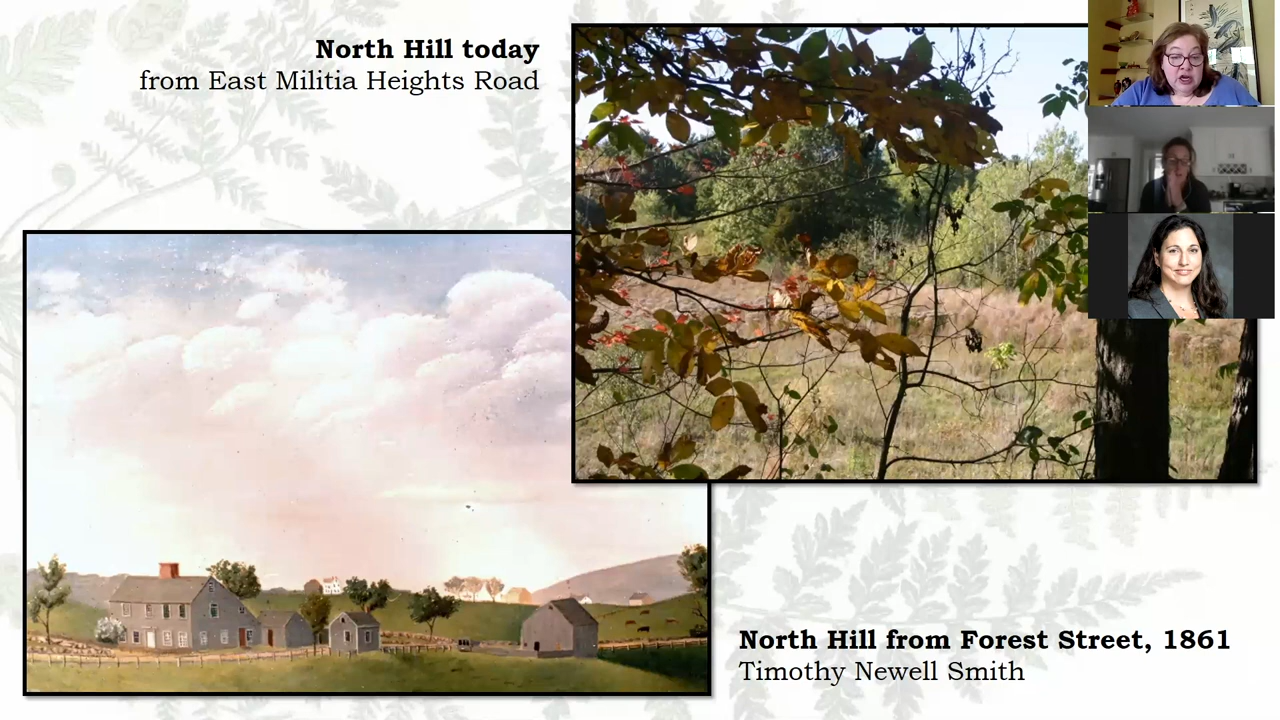 North Hill today
from East Militia Heights Road
North Hill from Forest Street, 1861
Timothy Newell Smith